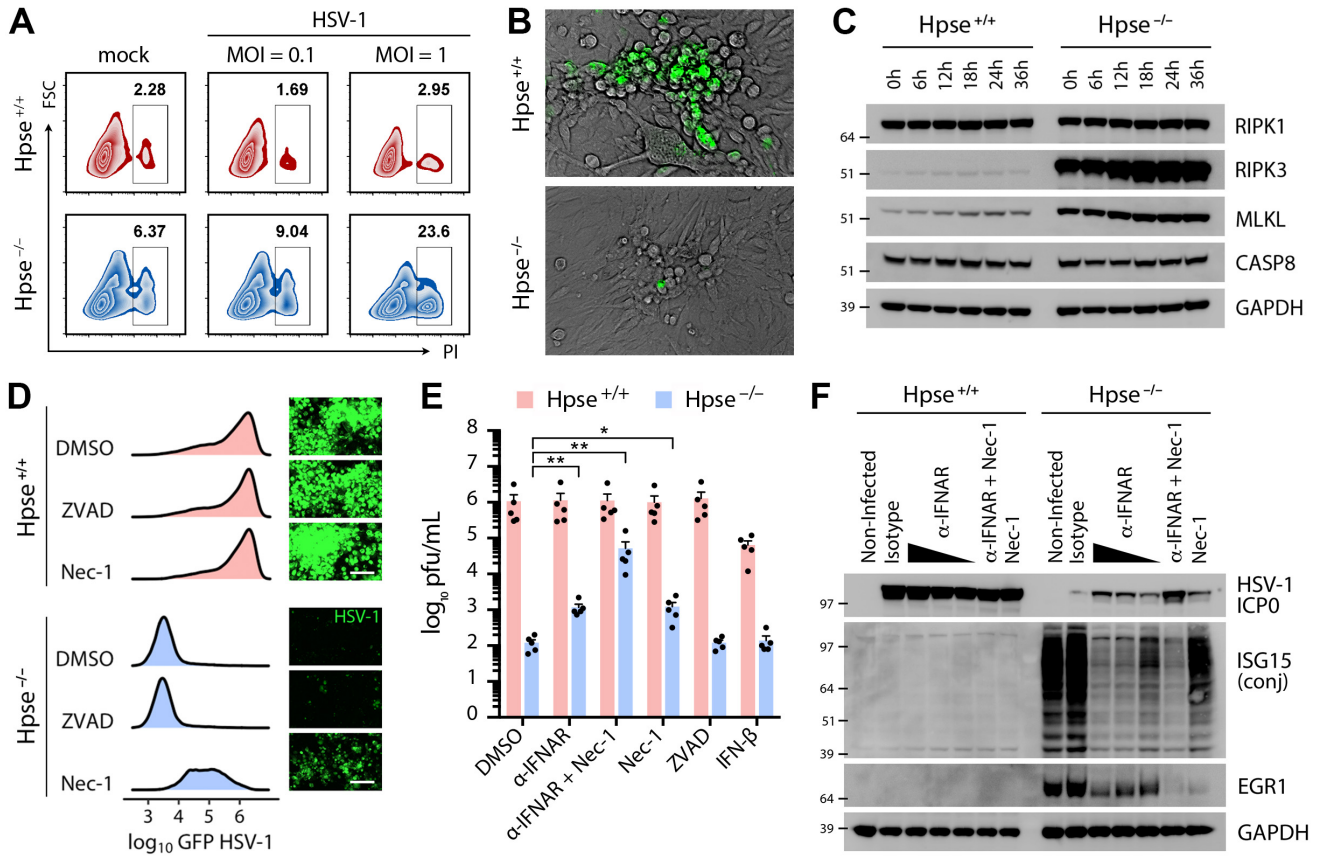 A
HSV-1
mock
MOI = 0.1
MOI = 1
FSC
Hpse+/+
2.28
1.69
2.95
Hpse–/–
6.37
9.04
23.6
PI
B
Hpse+/+
Hpse–/–
C
Hpse+/+
Hpse–/–
0h 6h 12h 18h 24h 36h 0h 6h 12h 18h 24h 36h
64
RIPK1
51
RIPK3
51
MLKL
51
CASP8
39
GAPDH
D
Hpse+/+
DMSO
ZVAD
Nec-1
Hpse–/–
HSV-1
DMSO
ZVAD
Nec-1
3 4 5 6
log10 GFP HSV-1
E
Hpse+/+ Hpse–/–
log10 pfu/mL
8
7
6
5
4
3
2
1
0
*
**
**
DMSO
α-IFNAR
α-IFNAR + Nec-1
Nec-1
ZVAD
IFN-β
F
Hpse+/+
Hpse–/–
Non-Infected
Isotype
α-IFNAR
α-IFNAR + Nec-1
Nec-1
Non-Infected
Isotype
α-IFNAR
α-IFNAR + Nec-1
Nec-1
97
HSV-1
ICP0
97
64
51
39
ISG15
(conj)
64
EGR1
39
GAPDH